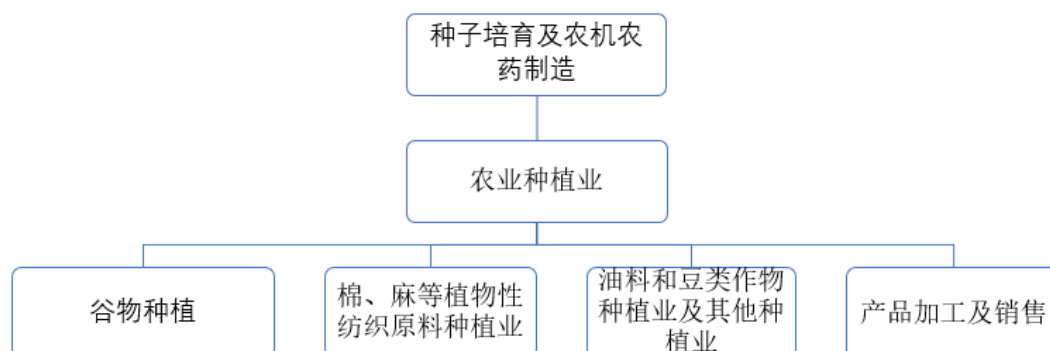 种子培育及农机农
药制造
农业种植业
谷物种植
棉、麻等植物性
纺织原料种植业
油料和豆类作物
种植业及其他种
植业
产品加工及销售